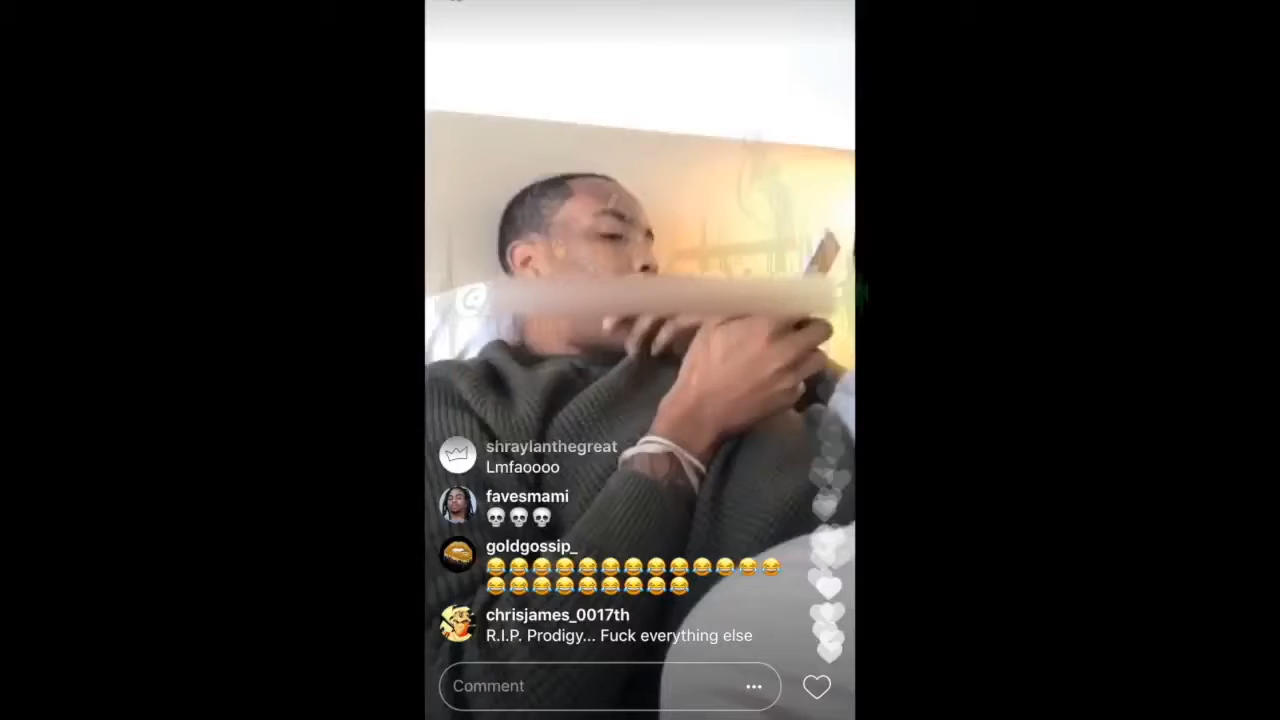 @
shraylanthegreat
Lmfaoooo
favesmami
💀💀💀
goldgossip_
😂😂😂😂😂😂😂😂😂😂😂😂😂
😂😂😂😂😂😂😂😂😂
chrisjames_0017th
R.I.P. Prodigy... Fuck everything else
Comment